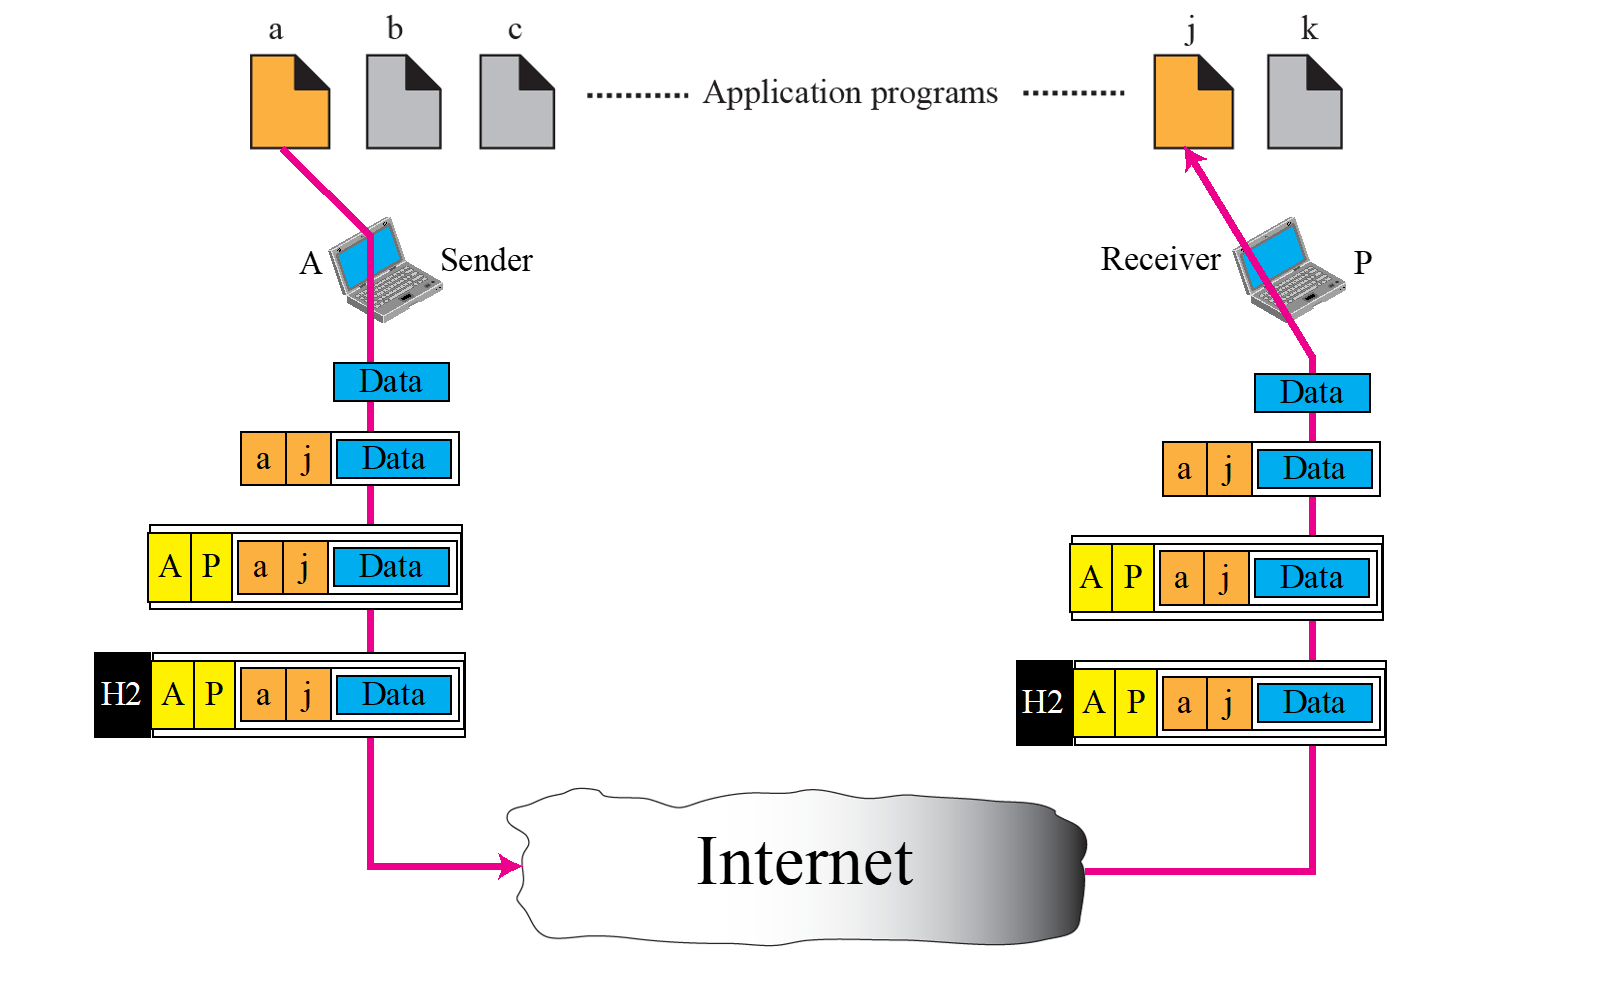 a b c j k
Application programs
A Sender Receiver P
Data Data
a j Data a j Data
A P a j Data A P a j Data
H2 A P a j Data H2 A P a j Data
Internet